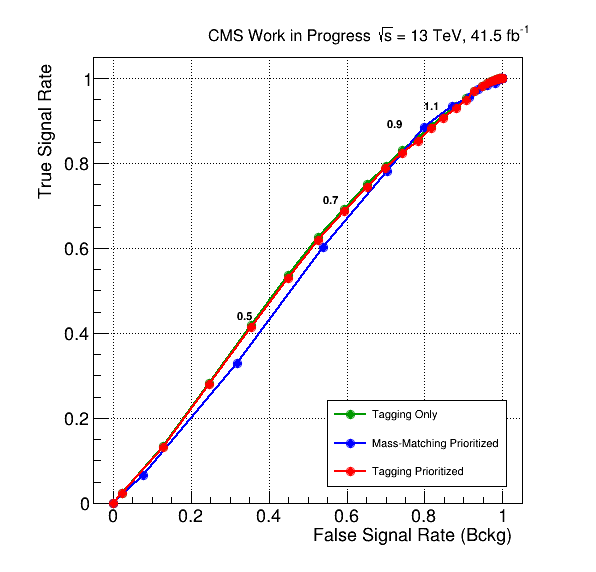 CMS Work in Progress √s = 13 TeV, 41.5 fb⁻¹
True Signal Rate
1
0.8
0.6
0.4
0.2
0
1.1
0.9
0.7
0.5
Tagging Only
Mass-Matching Prioritized
Tagging Prioritized
0 0.2 0.4 0.6 0.8 1
False Signal Rate (Bckg)